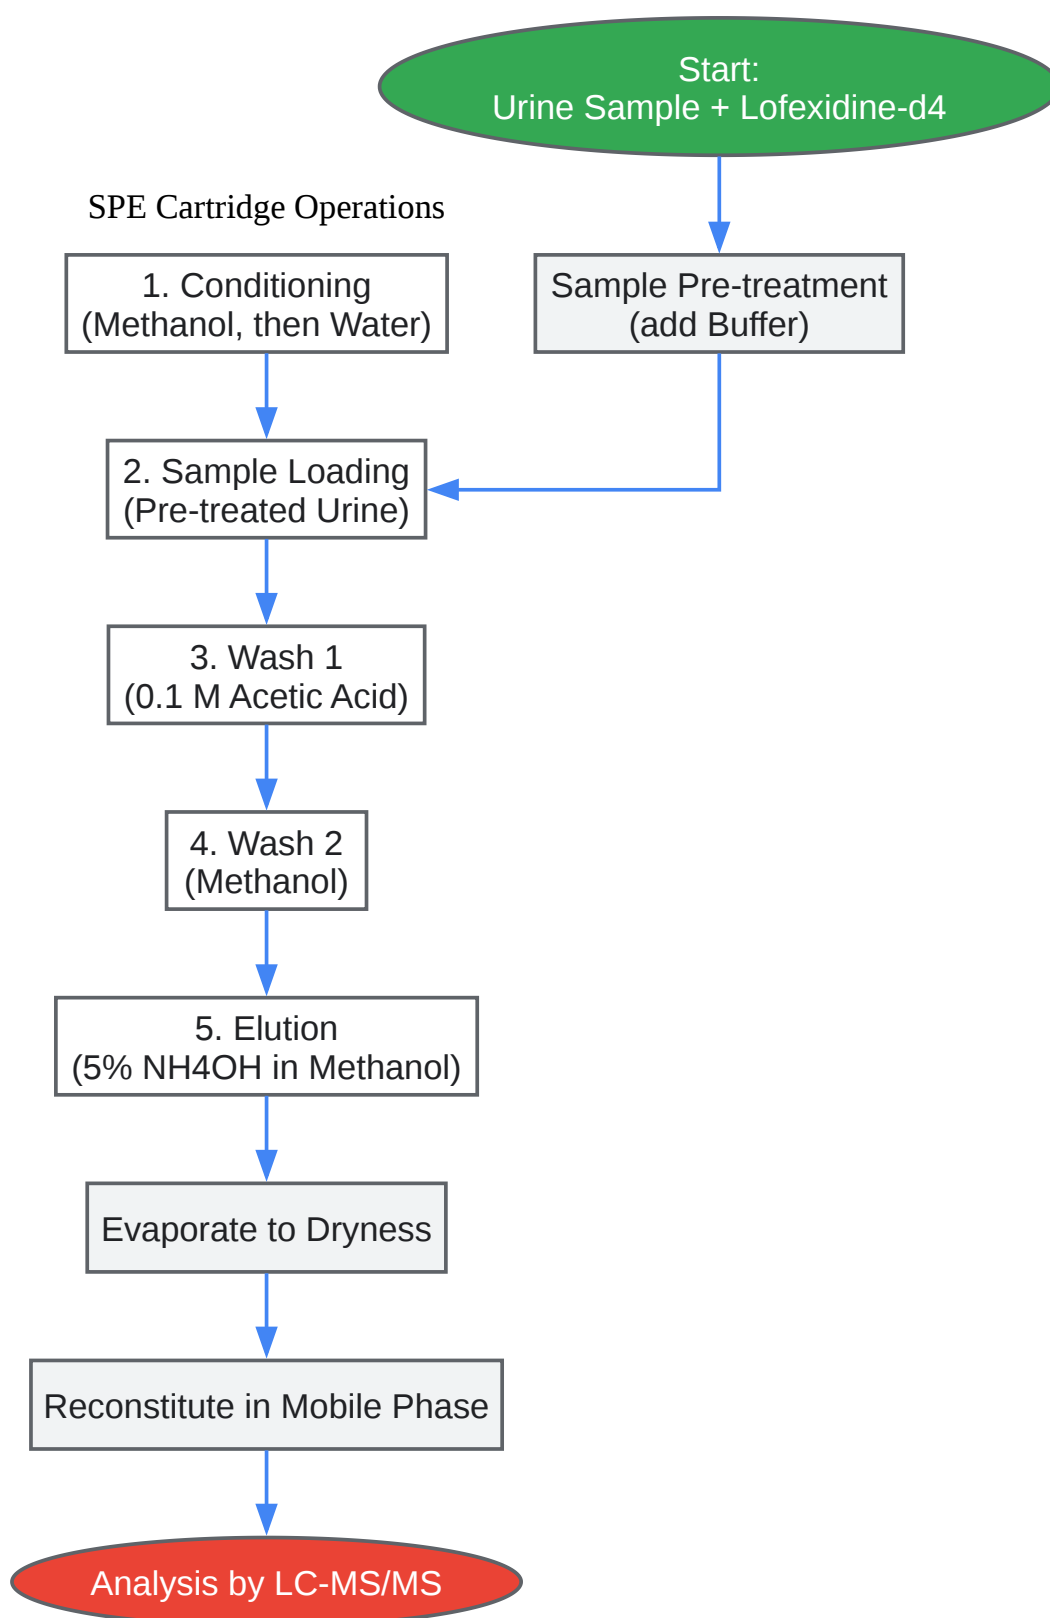 Start:
Urine Sample + Lofexidine-d4
SPE Cartridge Operations
1. Conditioning
(Methanol, then Water)
Sample Pre-treatment
(add Buffer)
2. Sample Loading
(Pre-treated Urine)
3. Wash 1
(0.1 M Acetic Acid)
4. Wash 2
(Methanol)
5. Elution
(5% NH4OH in Methanol)
Evaporate to Dryness
Reconstitute in Mobile Phase
Analysis by LC-MS/MS